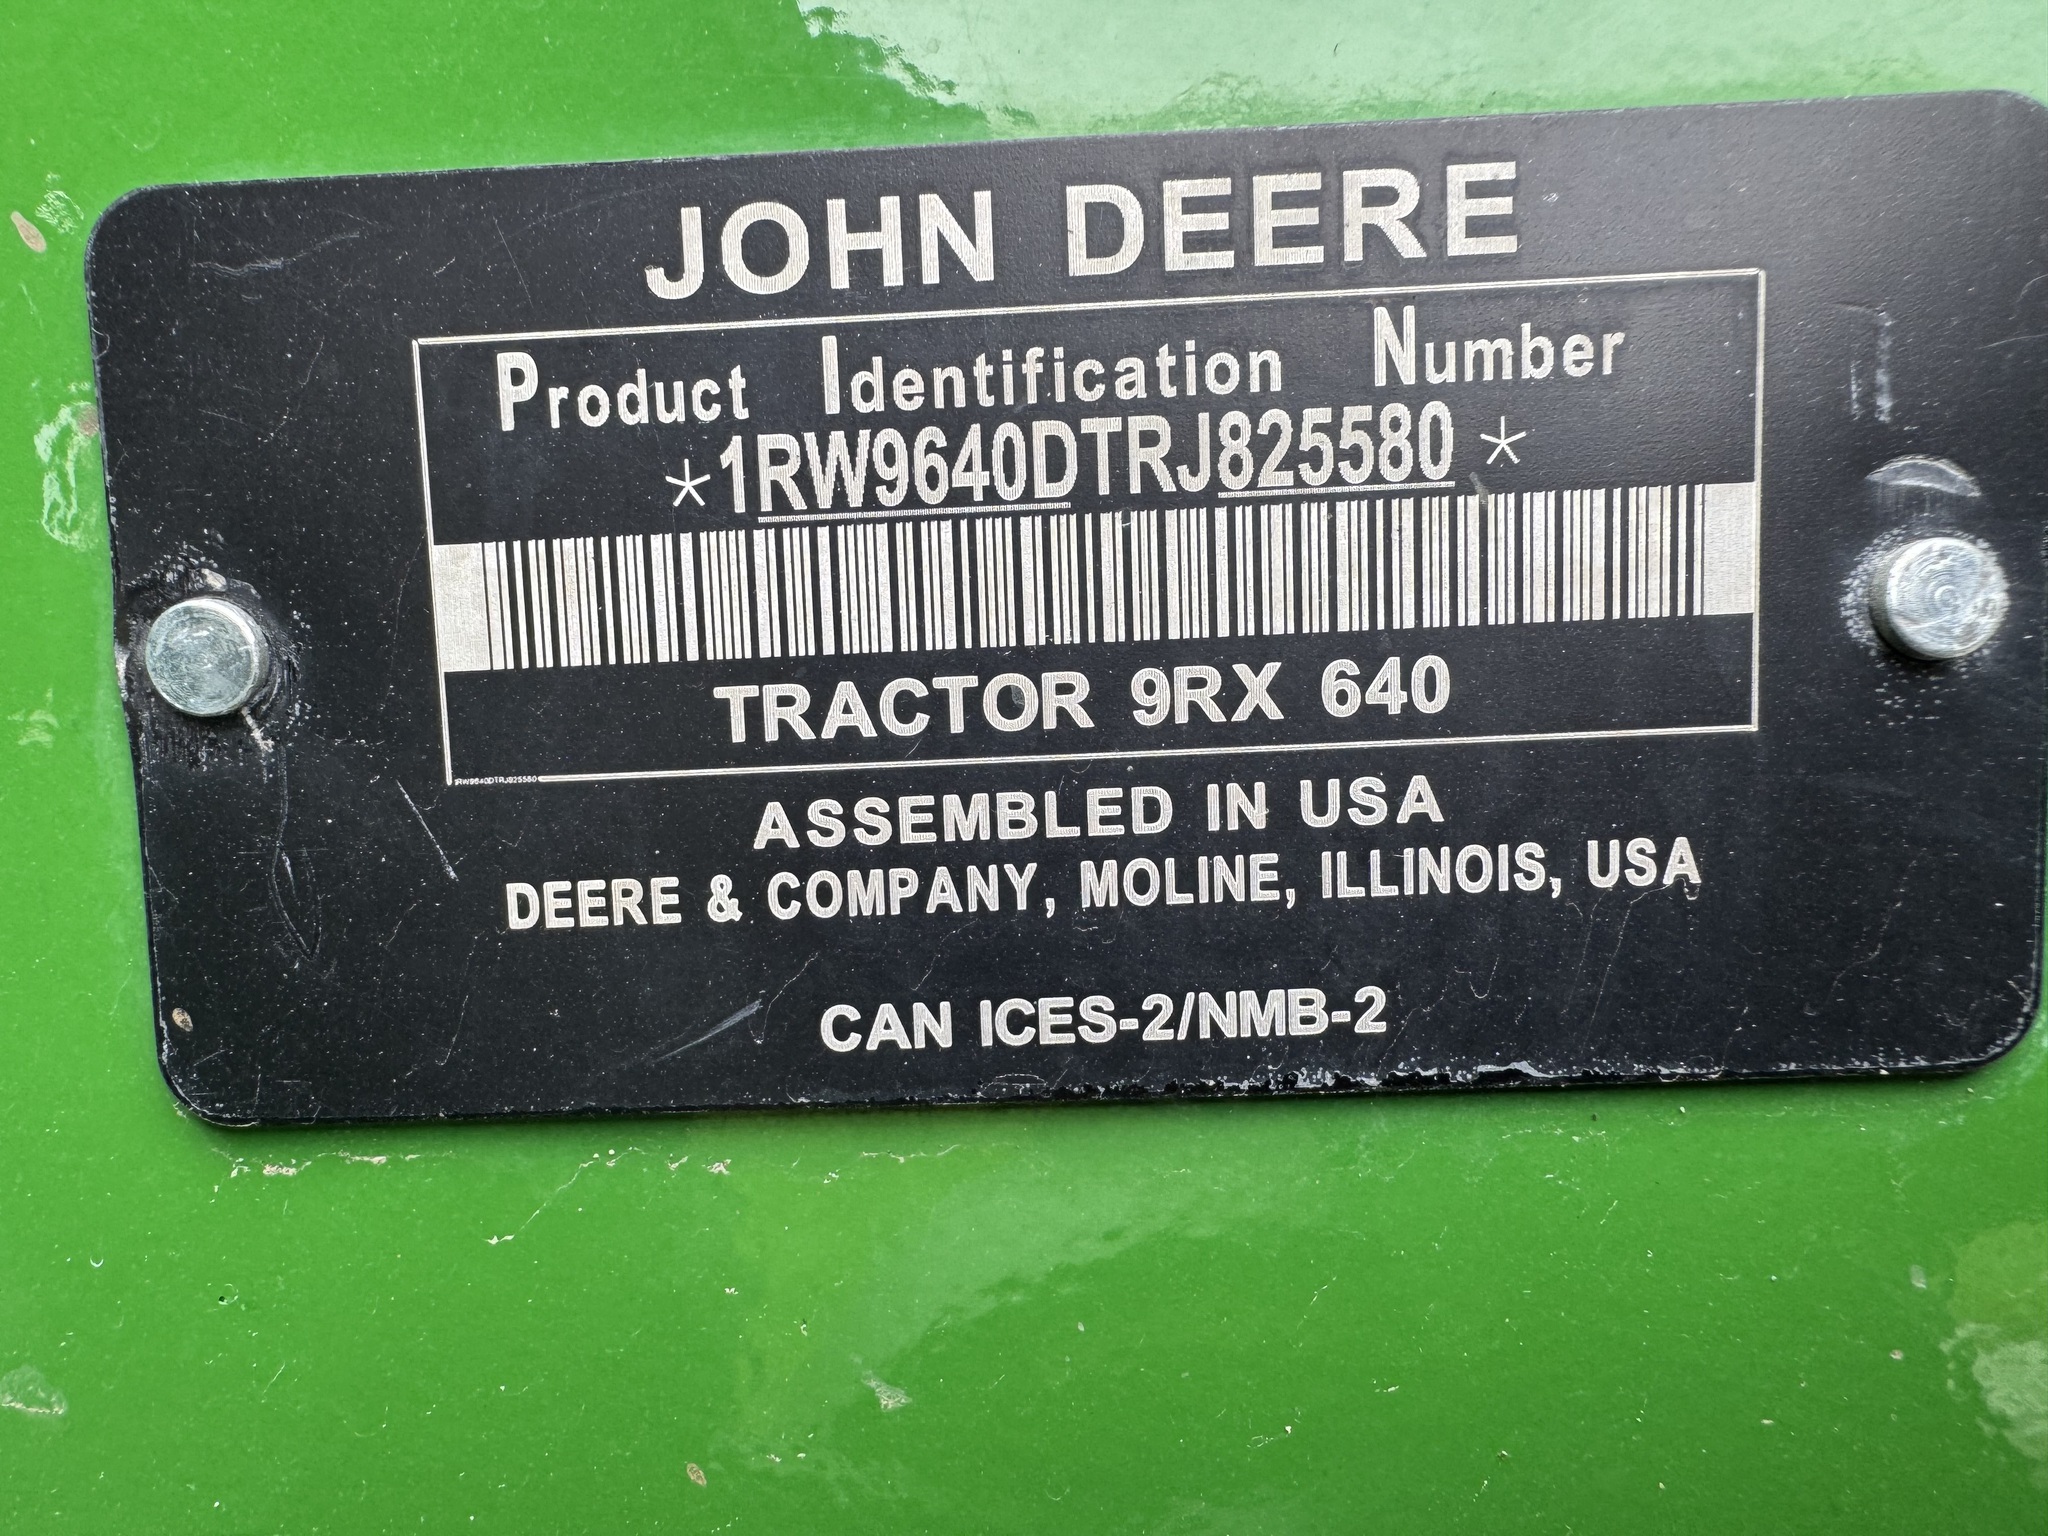 JOHN DEERE
Product Identification Number
*1RW9640DTRJ825580*
TRACTOR 9RX 640
1RW9640DTRJ825580
ASSEMBLED IN USA
DEERE & COMPANY, MOLINE, ILLINOIS, USA
CAN ICES-2/NMB-2